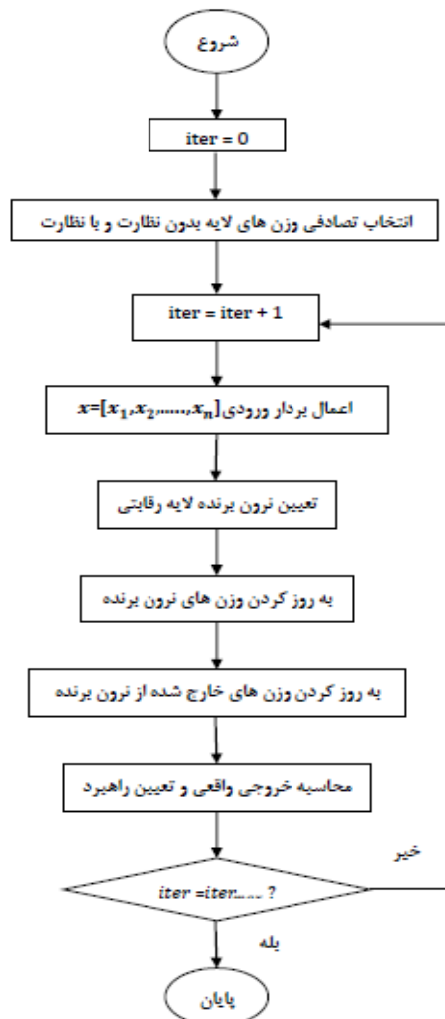 شروع
iter = 0
انتخاب تصادفی وزن های لایه بدون نظارت و با نظارت
iter = iter + 1
اعمال بردار ورودی x=[x₁,x₂,......,xₙ]
تعیین نرون برنده لایه رقابتی
به روز کردن وزن های نرون برنده
به روز کردن وزن های خارج شده از نرون برنده
محاسبه خروجی واقعی و تعیین راهبرد
خیر
iter =iter ?
بله
پایان